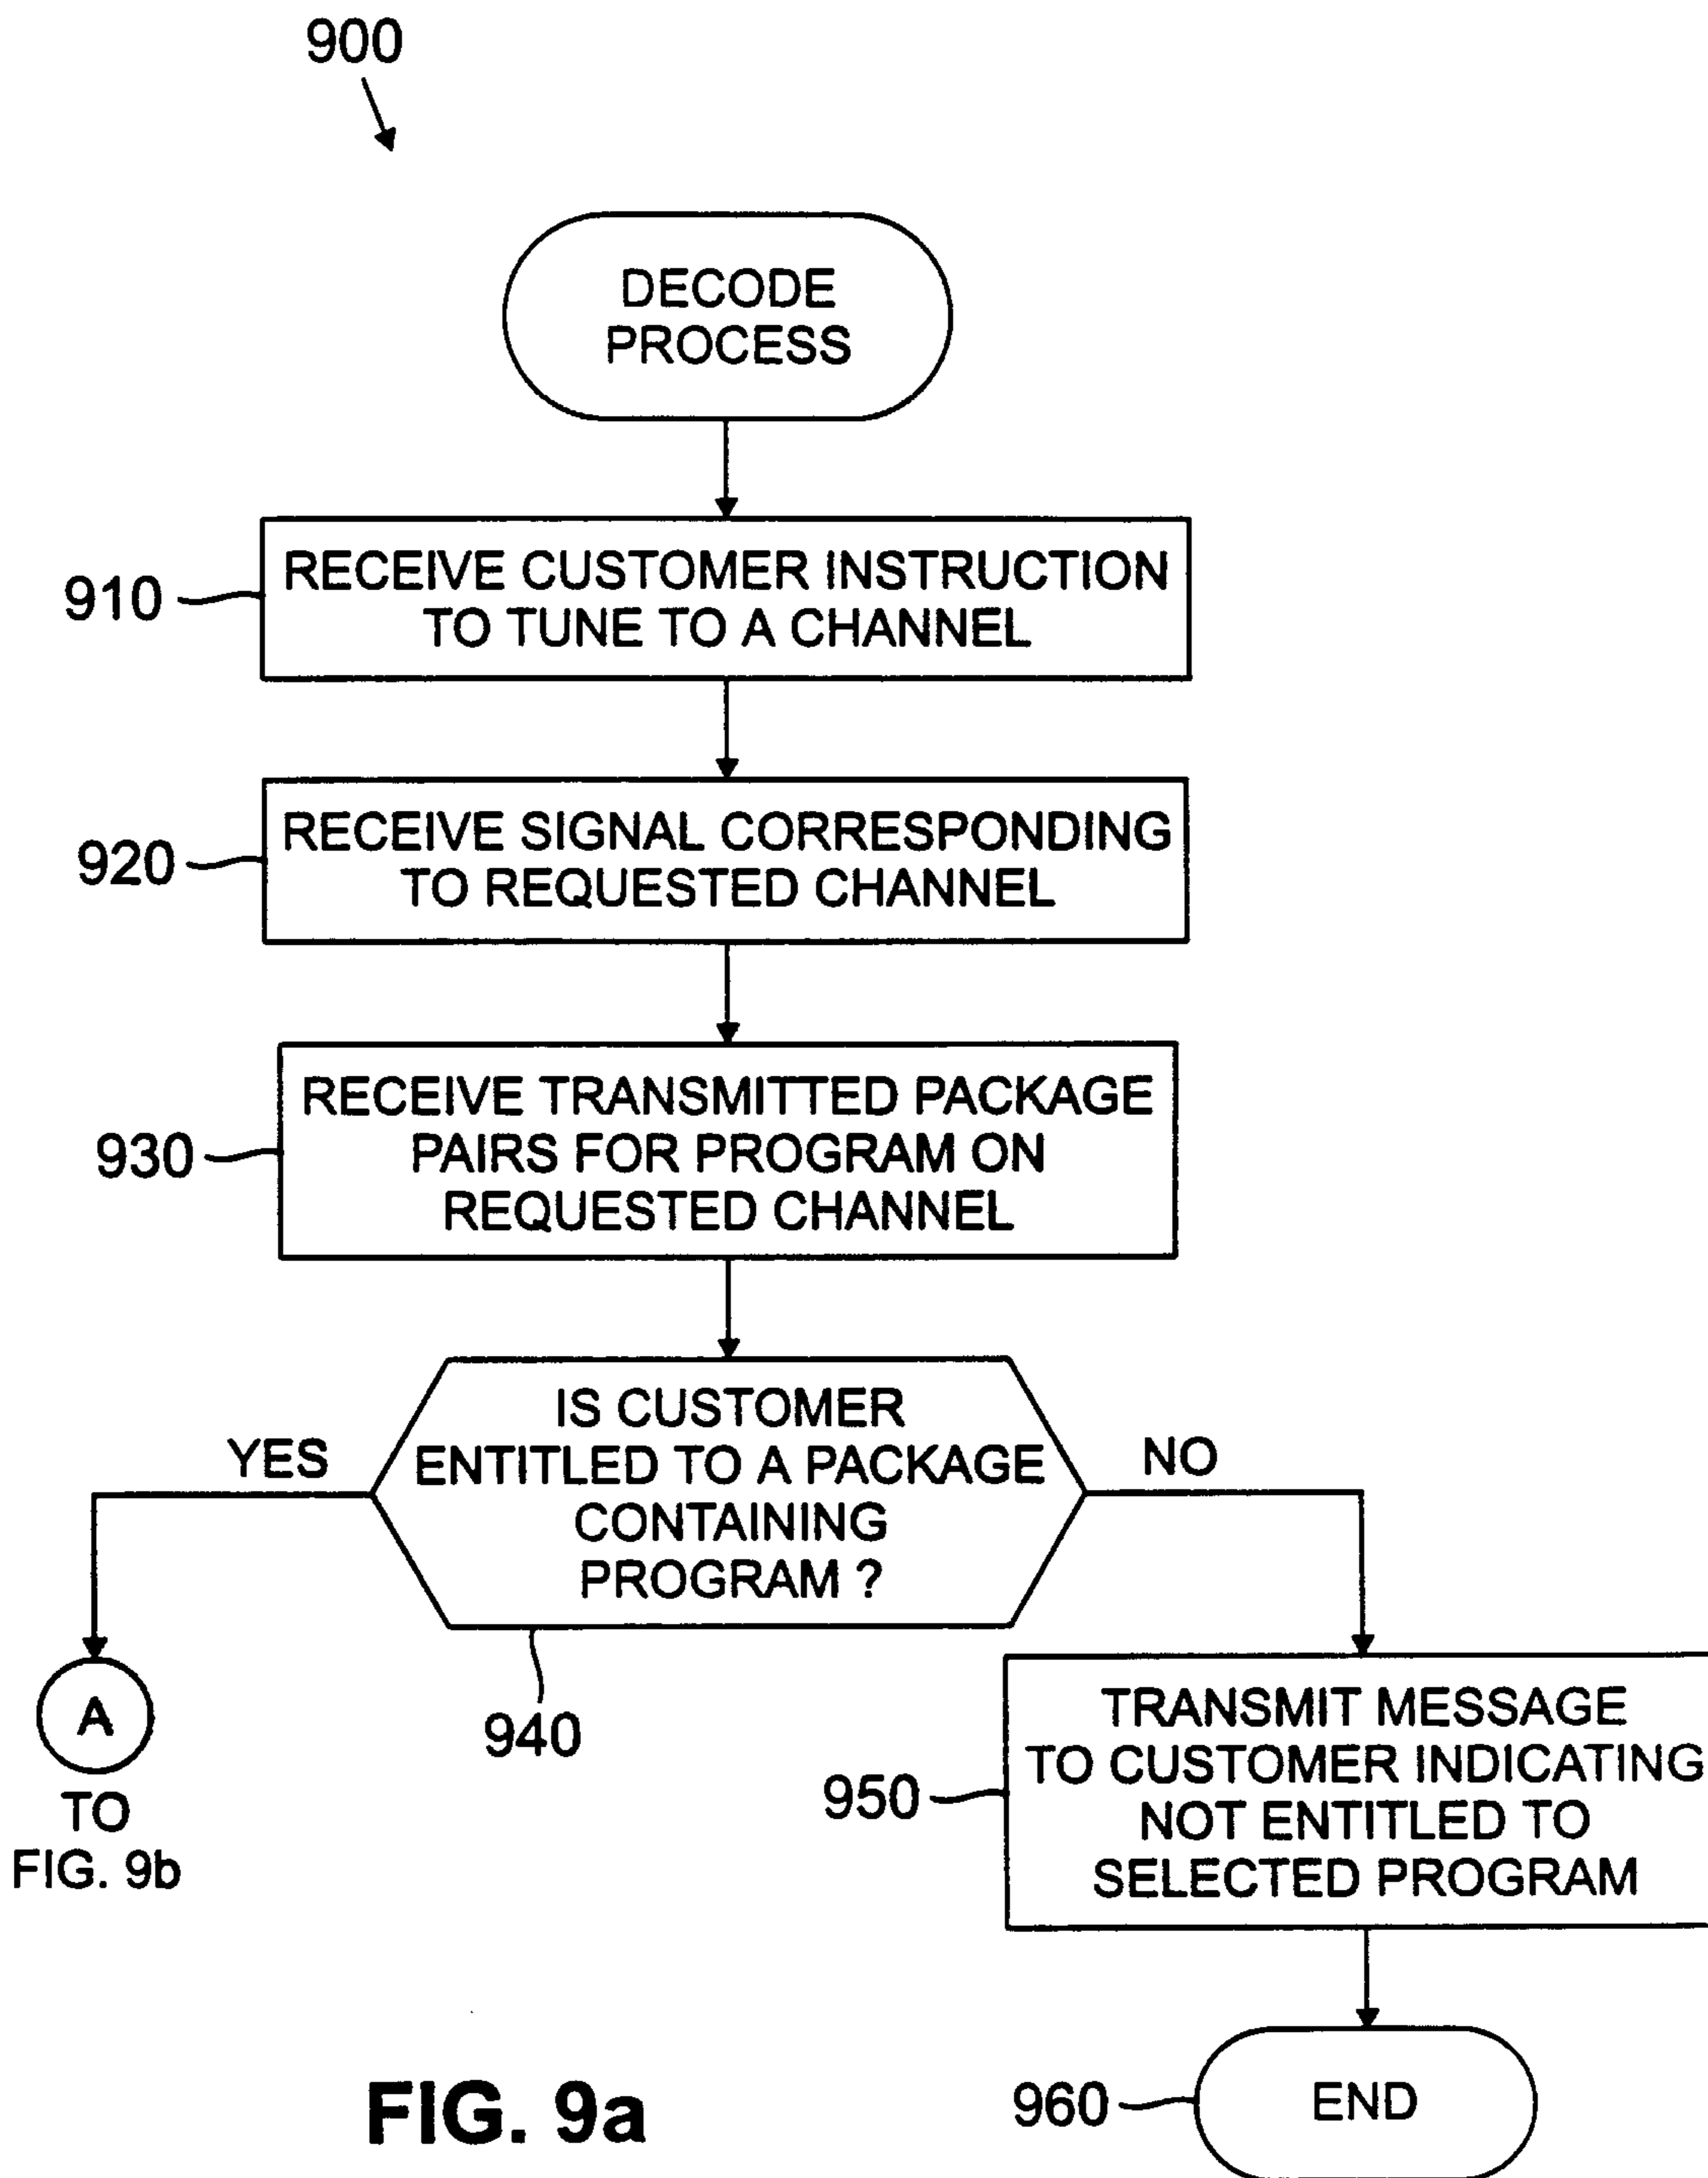 900
DECODE
PROCESS
910
RECEIVE CUSTOMER INSTRUCTION
TO TUNE TO A CHANNEL
920
RECEIVE SIGNAL CORRESPONDING
TO REQUESTED CHANNEL
930
RECEIVE TRANSMITTED PACKAGE
PAIRS FOR PROGRAM ON
REQUESTED CHANNEL
YES
IS CUSTOMER
ENTITLED TO A PACKAGE
CONTAINING
PROGRAM ?
NO
940
A
TO
FIG. 9b
950
TRANSMIT MESSAGE
TO CUSTOMER INDICATING
NOT ENTITLED TO
SELECTED PROGRAM
960
END
FIG. 9a